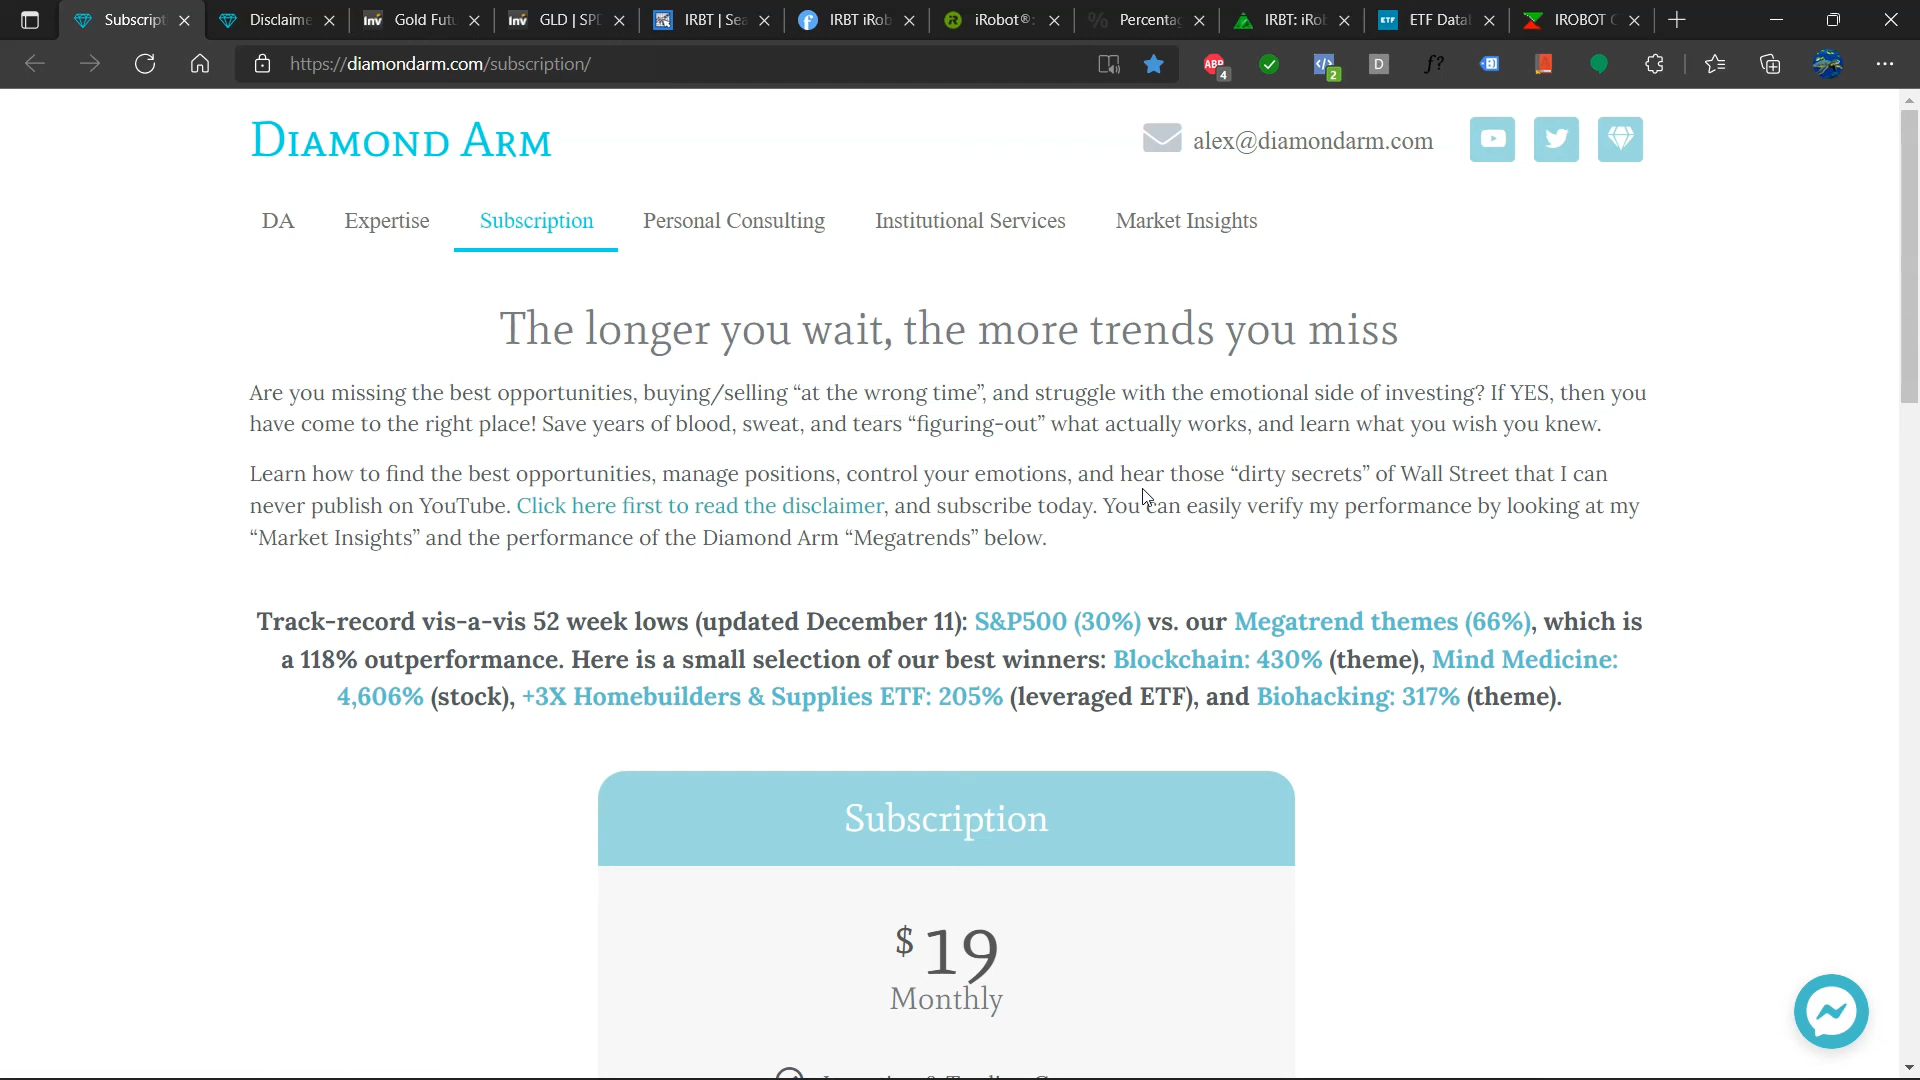 Subscript
Disclaime
Inv Gold Futu
Inv GLD | SPD
IRBT | Sea
IRBT iRob
iRobot®:
% Percentag
IRBT: iRob
ETF ETF Datab
IROBOT C
https://diamondarm.com/subscription/
ABP 4
2
D
f?
DIAMOND ARM
alex@diamondarm.com
DA
Expertise
Subscription
Personal Consulting
Institutional Services
Market Insights
The longer you wait, the more trends you miss
Are you missing the best opportunities, buying/selling “at the wrong time”, and struggle with the emotional side of investing? If YES, then you
have come to the right place! Save years of blood, sweat, and tears “figuring-out” what actually works, and learn what you wish you knew.
Learn how to find the best opportunities, manage positions, control your emotions, and hear those “dirty secrets” of Wall Street that I can
never publish on YouTube. Click here first to read the disclaimer, and subscribe today. You can easily verify my performance by looking at my
“Market Insights” and the performance of the Diamond Arm “Megatrends” below.
Track-record vis-a-vis 52 week lows (updated December 11): S&P500 (30%) vs. our Megatrend themes (66%), which is
a 118% outperformance. Here is a small selection of our best winners: Blockchain: 430% (theme), Mind Medicine:
4,606% (stock), +3X Homebuilders & Supplies ETF: 205% (leveraged ETF), and Biohacking: 317% (theme).
Subscription
$19
Monthly